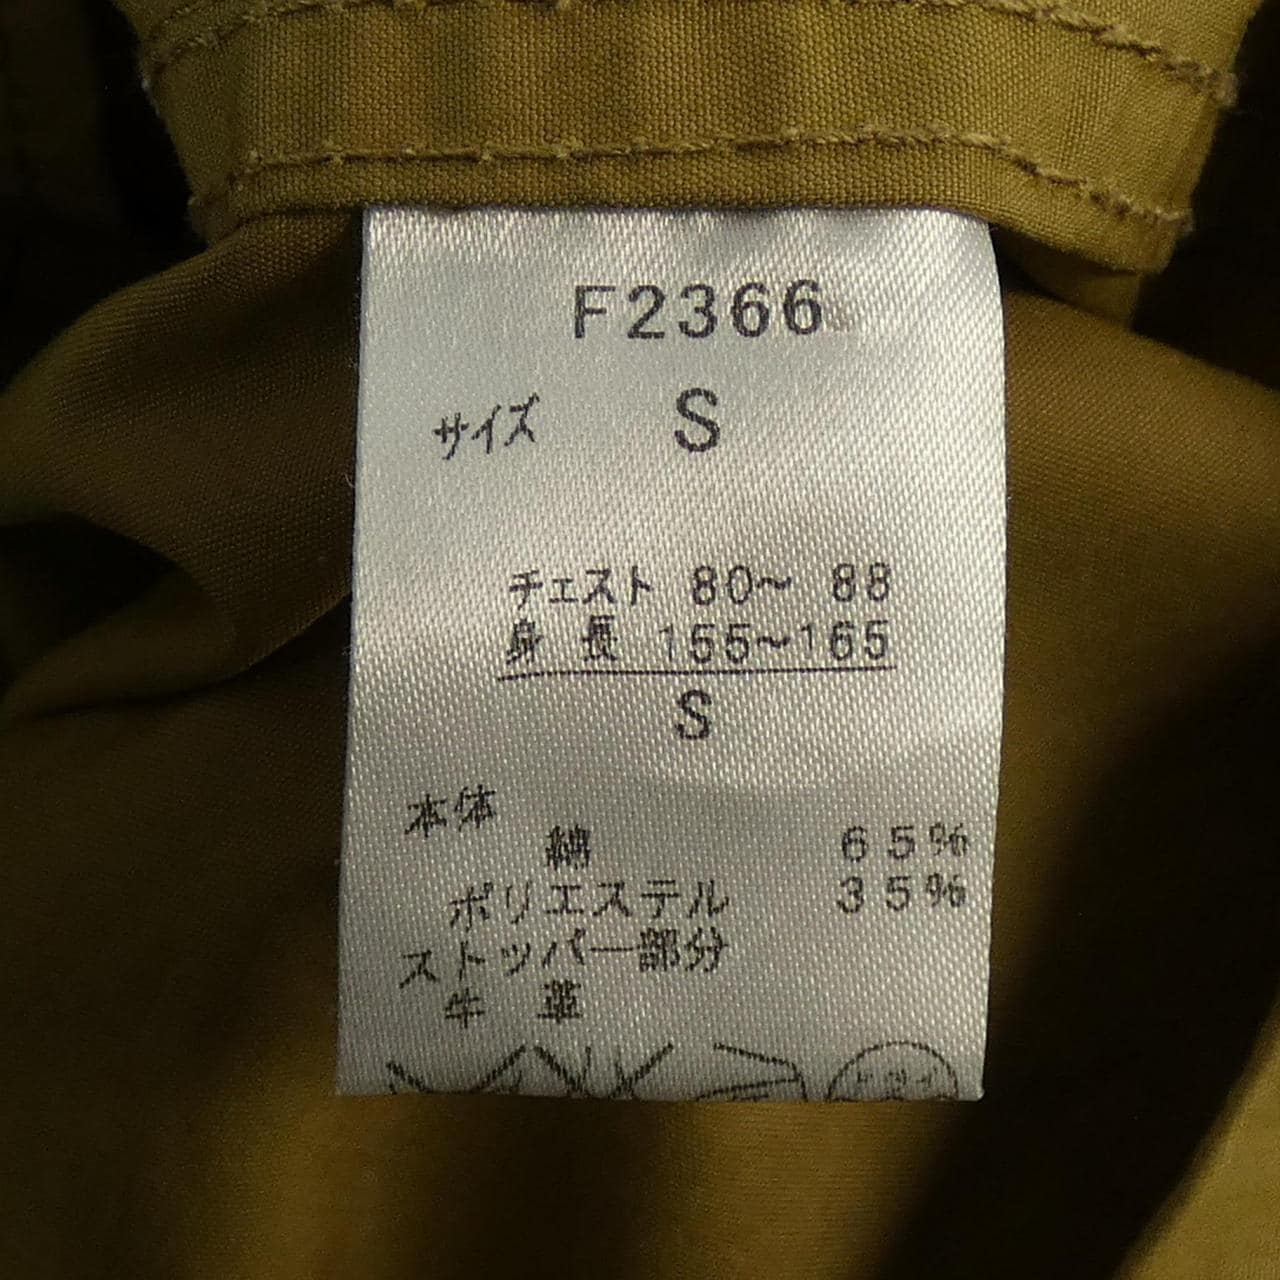 F2366
サイズ S
チェスト 80～ 88
身 長 155～165
S
本体
綿 65%
ポリエステル 35%
ストッパー部分
牛 革